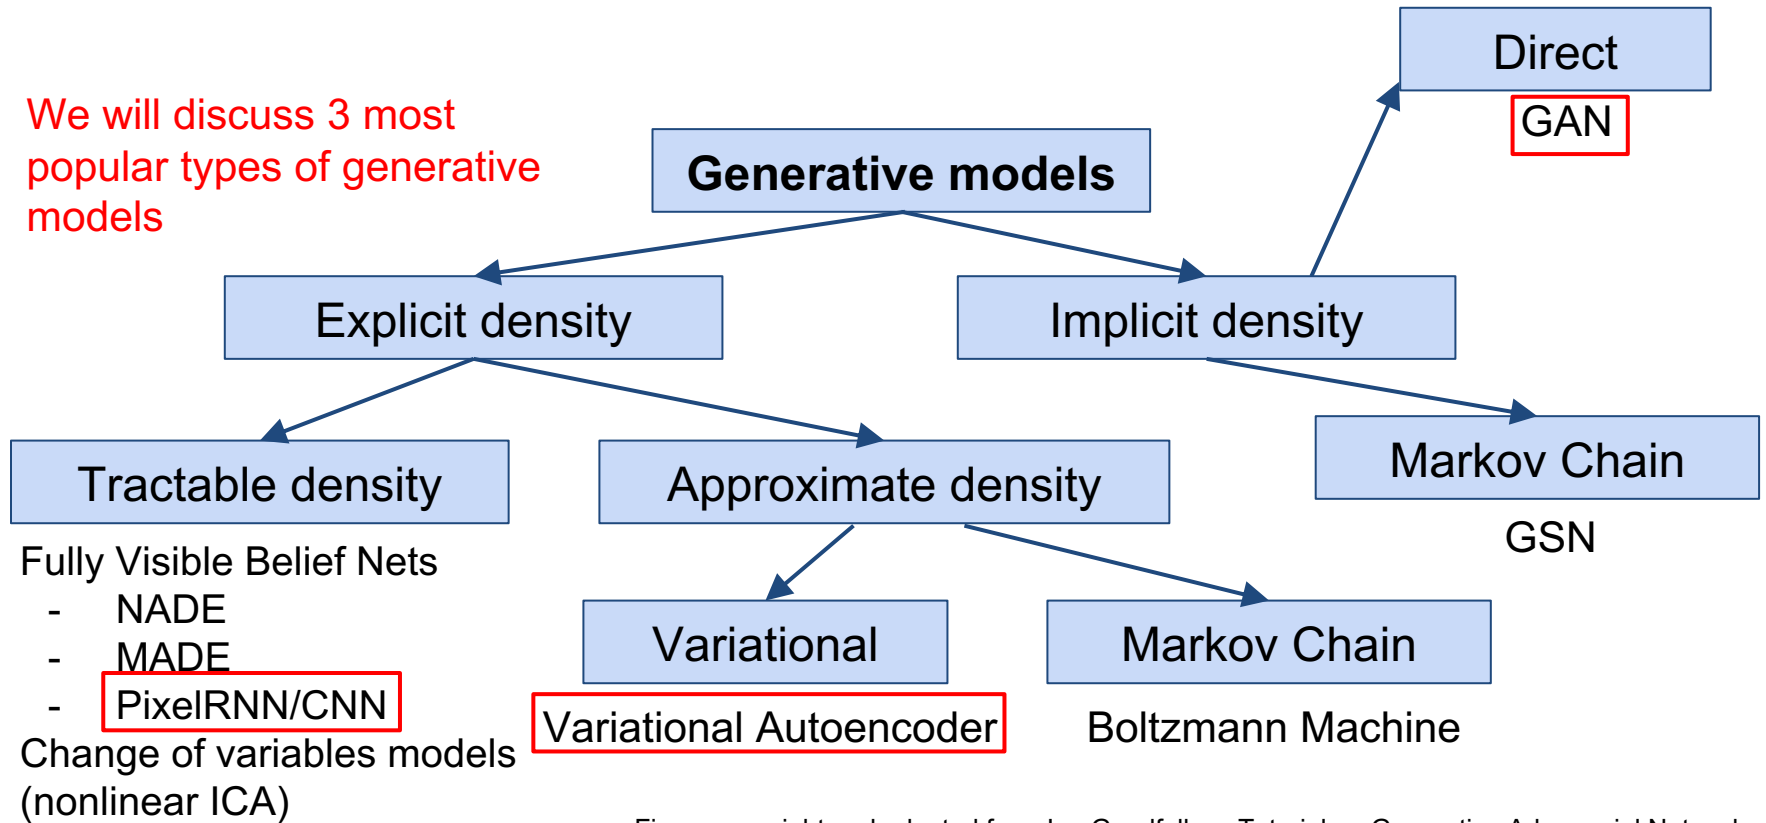 Direct
GAN
We will discuss 3 most
popular types of generative
models
Generative models
Explicit density
Implicit density
Tractable density
Approximate density
Markov Chain
GSN
Fully Visible Belief Nets
- NADE
- MADE
- PixelRNN/CNN
Change of variables models
(nonlinear ICA)
Variational
Variational Autoencoder
Markov Chain
Boltzmann Machine